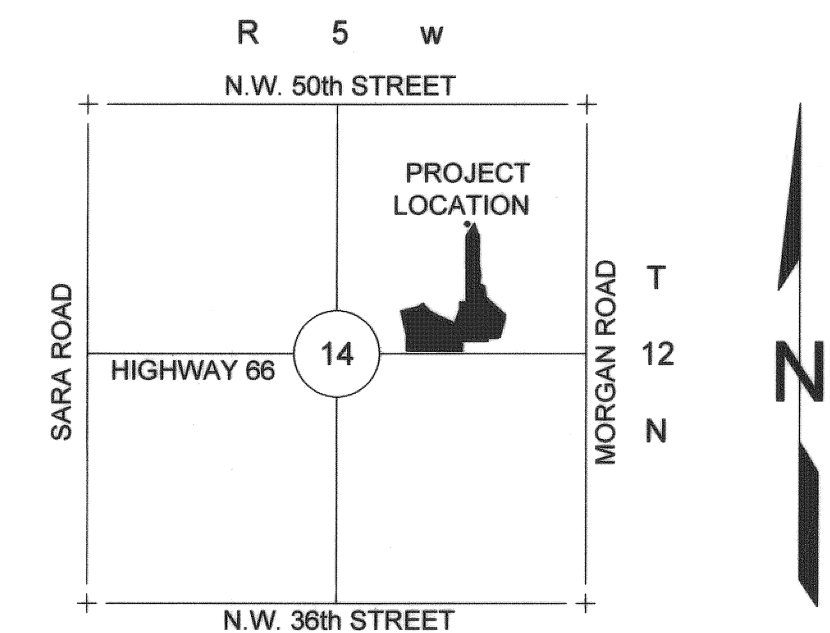 R 5 w
N.W. 50th STREET
PROJECT
LOCATION
SARA ROAD
MORGAN ROAD
T
12
N
HIGHWAY 66
14
N
N.W. 36th STREET